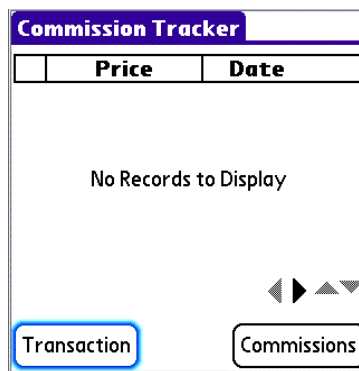 Commission Tracker
Price Date
No Records to Display
Transaction Commissions